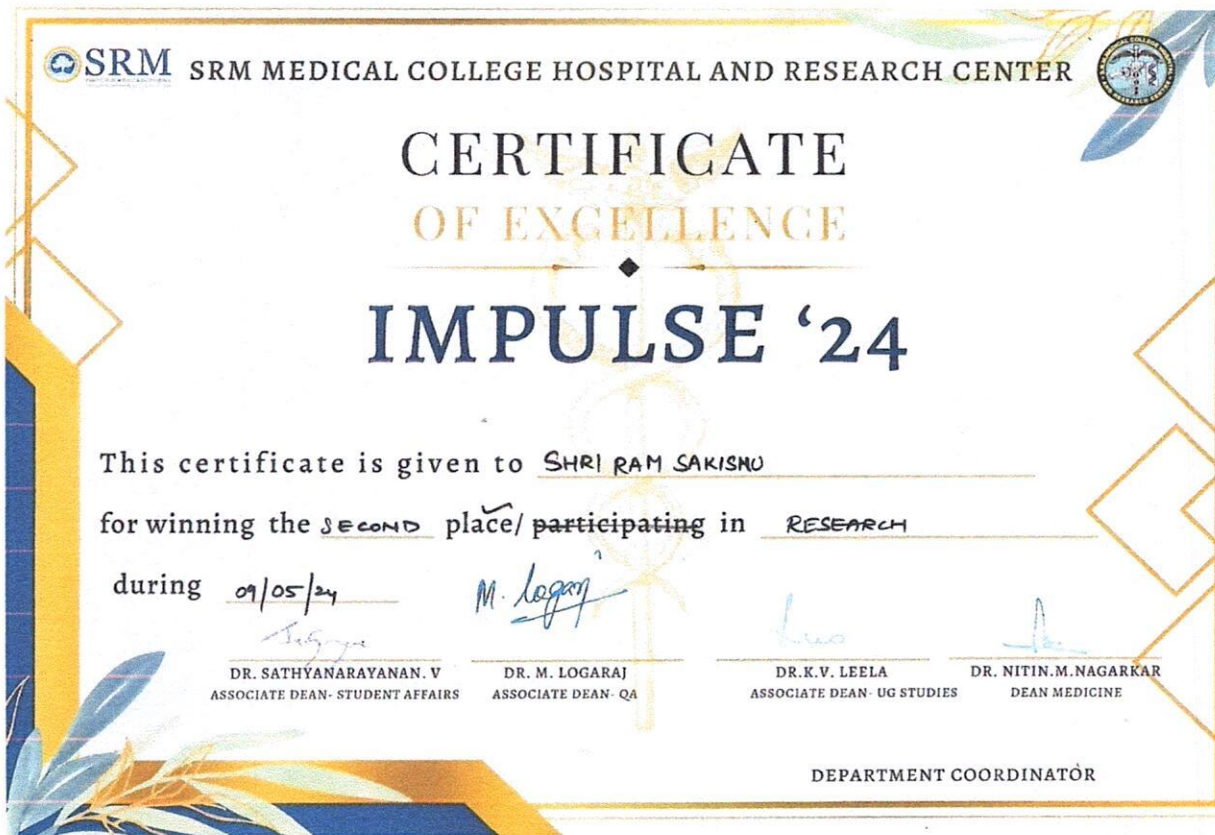 SRM SRM MEDICAL COLLEGE HOSPITAL AND RESEARCH CENTER
CERTIFICATE
OF EXCELLENCE
IMPULSE ‘24
This certificate is given to SHRI RAM SAKISHU
for winning the SECOND place/ participating in RESEARCH
during 09/05/24
M. Logaraj
DR. SATHYANARAYANAN. V DR. M. LOGARAJ DR.K.V. LEELA DR. NITIN.M.NAGARKAR
ASSOCIATE DEAN- STUDENT AFFAIRS ASSOCIATE DEAN- QA ASSOCIATE DEAN- UG STUDIES DEAN MEDICINE
DEPARTMENT COORDINATOR